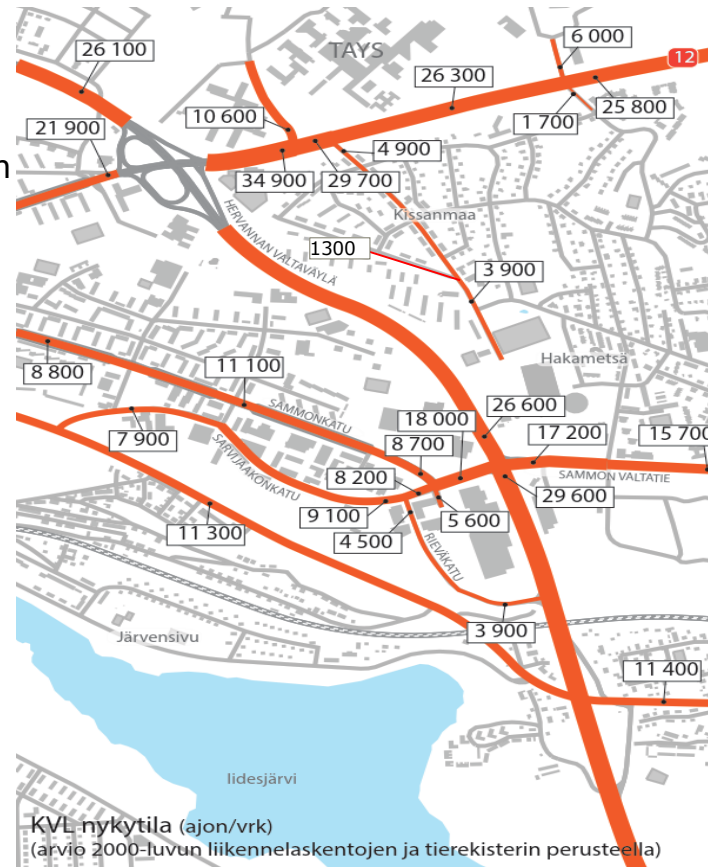 TAYS
6 000
26 100
12
26 300
10 600
1 700
25 800
21 900
n
4 900
34 900
29 700
Kissanmaa
HERVANNAN VALTAVÄYLÄ
1300
3 900
Hakametsä
8 800
11 100
SAMMONKATU
18 000
26 600
7 900
8 700
17 200
15 700
SARVIJAAKONKATU
8 200
SAMMON VALTATIE
29 600
9 100
5 600
11 300
4 500
RIEVÄKATU
3 900
Järvensivu
11 400
Iidesjärvi
KVL nykytila (ajon/vrk)
(arvio 2000-luvun liikennelaskentojen ja tierekisterin perusteella)